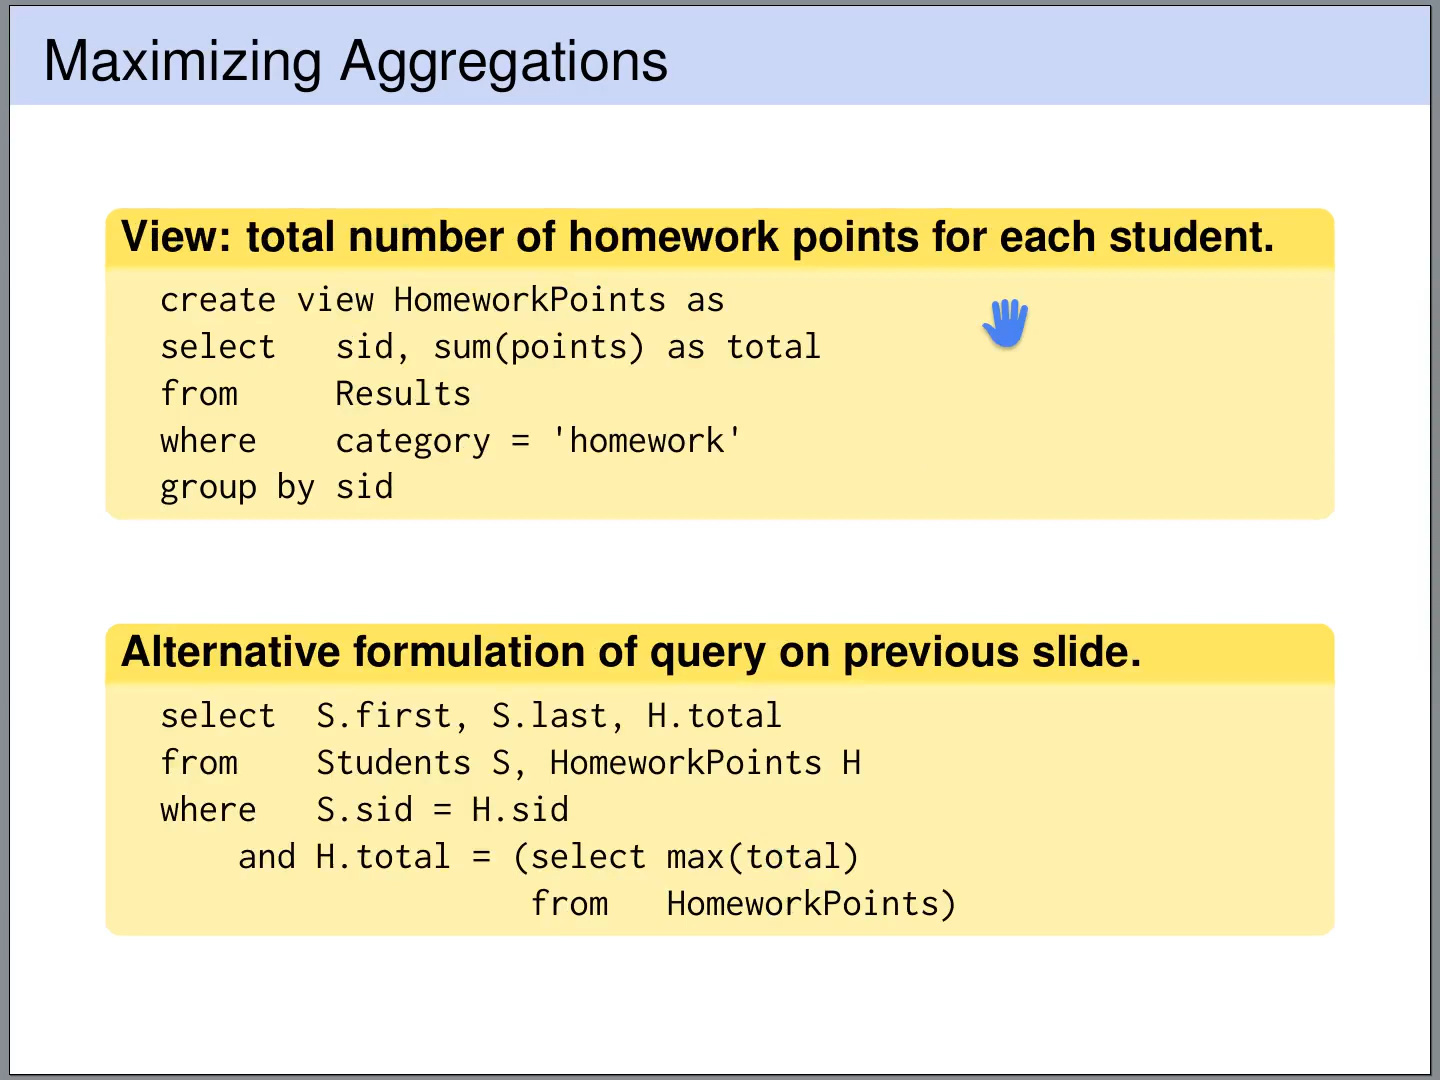 Maximizing Aggregations
View: total number of homework points for each student.
create view HomeworkPoints as
select   sid, sum(points) as total
from     Results
where    category = 'homework'
group by sid
Alternative formulation of query on previous slide.
select  S.first, S.last, H.total
from    Students S, HomeworkPoints H
where   S.sid = H.sid
    and H.total = (select max(total)
                   from   HomeworkPoints)